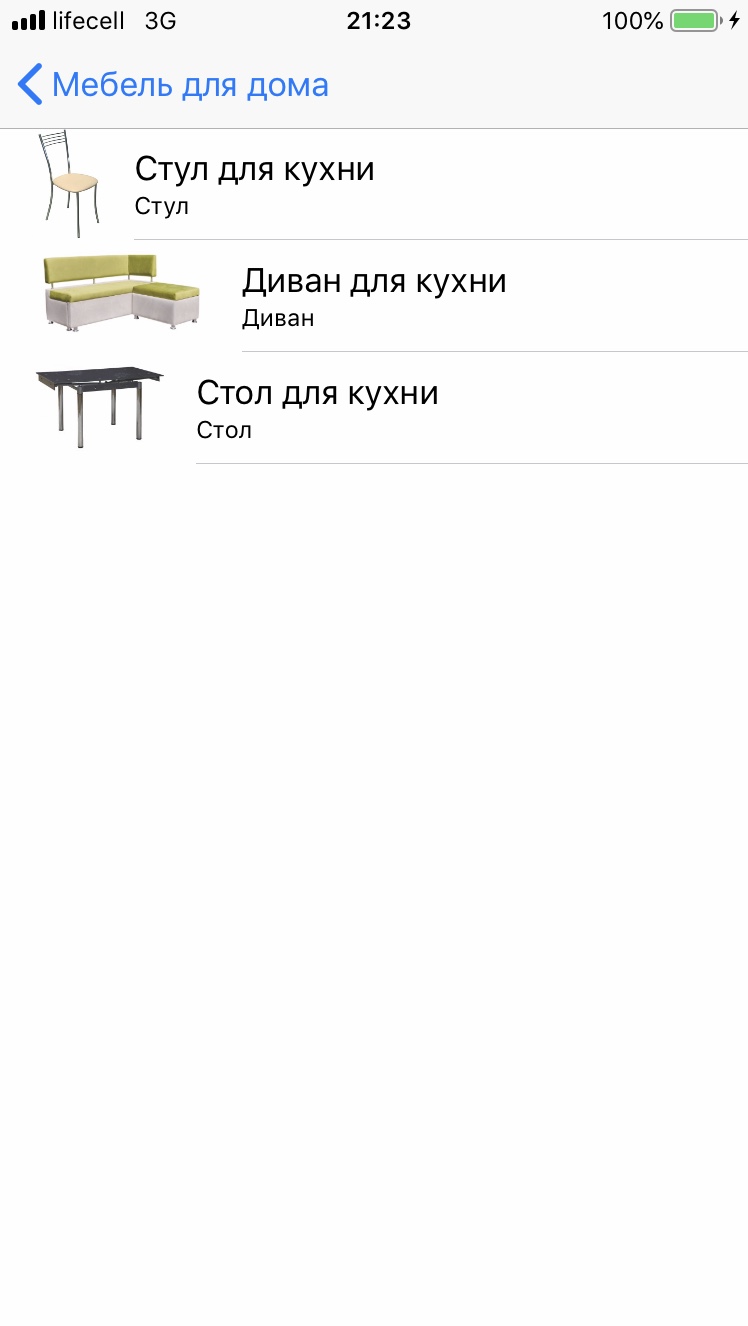 lifecell 3G 21:23 100%
Мебель для дома
Стул для кухни
Стул
Диван для кухни
Диван
Стол для кухни
Стол